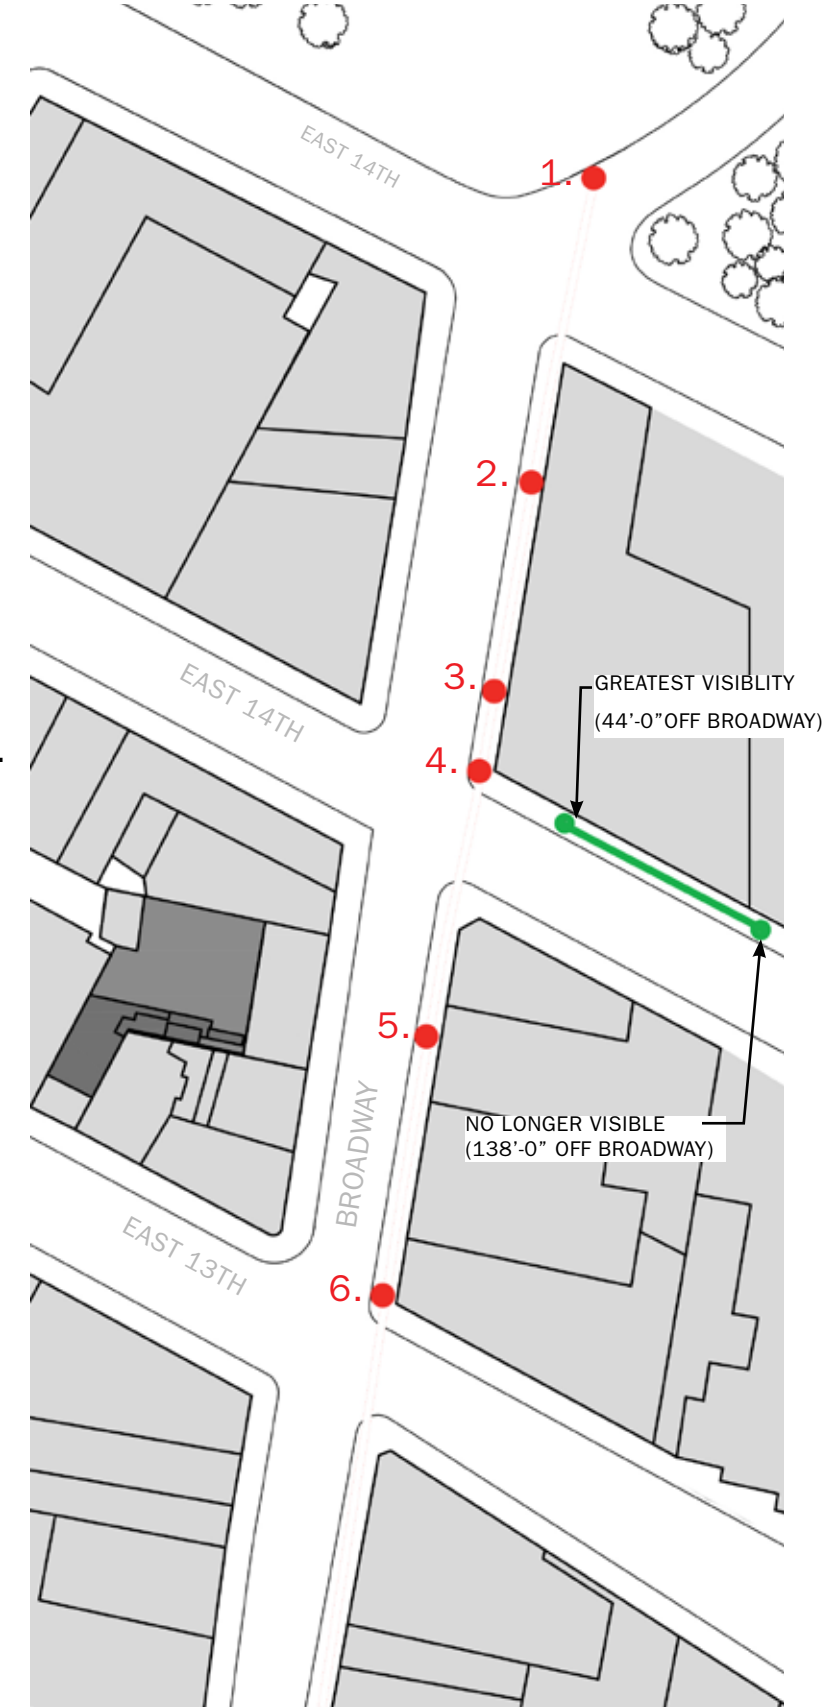 EAST 14TH
1.
2.
3.
GREATEST VISIBLITY
(44'-0"OFF BROADWAY)
EAST 14TH
4.
5.
BROADWAY
NO LONGER VISIBLE
(138'-0" OFF BROADWAY)
EAST 13TH
6.